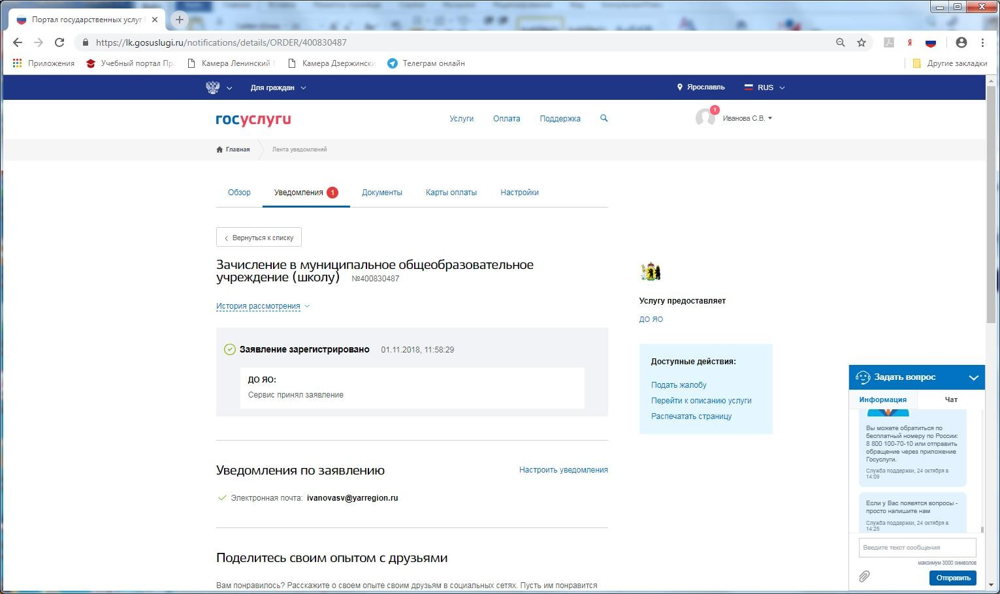 Портал государственных услуг
https://lk.gosuslugi.ru/notifications/details/ORDER/400830487
Приложения
Учебный портал Пра
Камера Ленинский
Камера Дзержински
Телеграм онлайн
Другие закладки
Для граждан
Ярославль
RUS
госуслуги
Услуги
Оплата
Поддержка
1
Иванова С.В.
Главная
Лента уведомлений
Обзор
Уведомления 1
Документы
Карты оплаты
Настройки
Вернуться к списку
Зачисление в муниципальное общеобразовательное
учреждение (школу) №400830487
История рассмотрения
Заявление зарегистрировано 01.11.2018, 11:58:29
ДО ЯО:
Сервис принял заявление
Уведомления по заявлению
Настроить уведомления
Электронная почта: ivanovasv@yarregion.ru
Поделитесь своим опытом с друзьями
Вам понравилось? Расскажите о своем опыте своим друзьям в социальных сетях. Пусть им понравится
Услугу предоставляет
ДО ЯО
Доступные действия:
Подать жалобу
Перейти к описанию услуги
Распечатать страницу
Задать вопрос
Информация
Чат
Вы можете обратиться по
бесплатный номеру по России:
8 800 100-70-10 или отправить
обращение через приложение
Госуслуги.
Служба поддержки, 24 октября в
14:09
Если у Вас появятся вопросы -
просто напишите нам
Служба поддержки, 24 октября в
14:25
Введите текст сообщения
максимум 3000 символов
Отправить